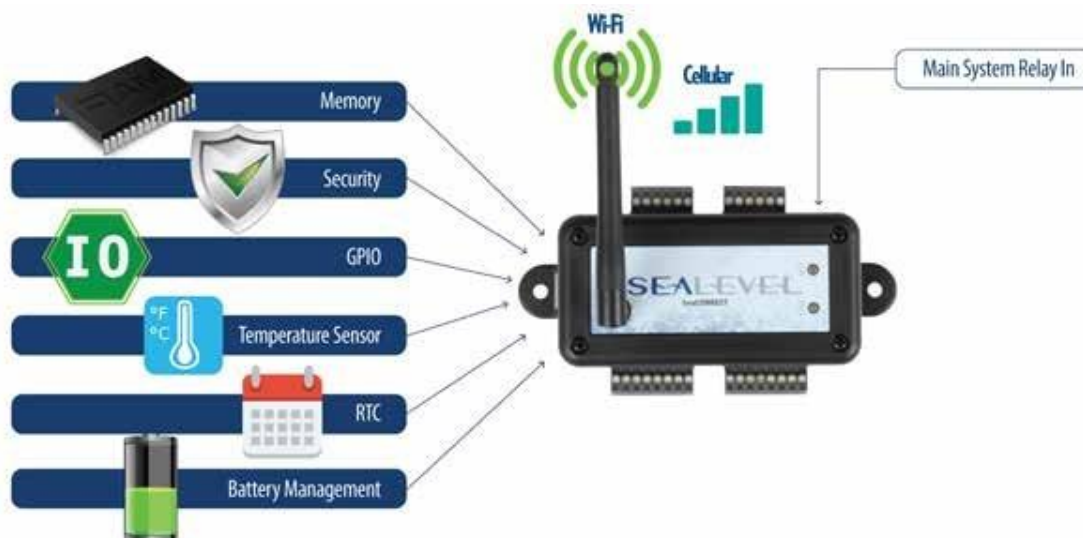 Wi-Fi
Cellular
Main System Relay In
Memory
Security
IO
GPIO
°F
°C
Temperature Sensor
RTC
Battery Management
SEALEVEL